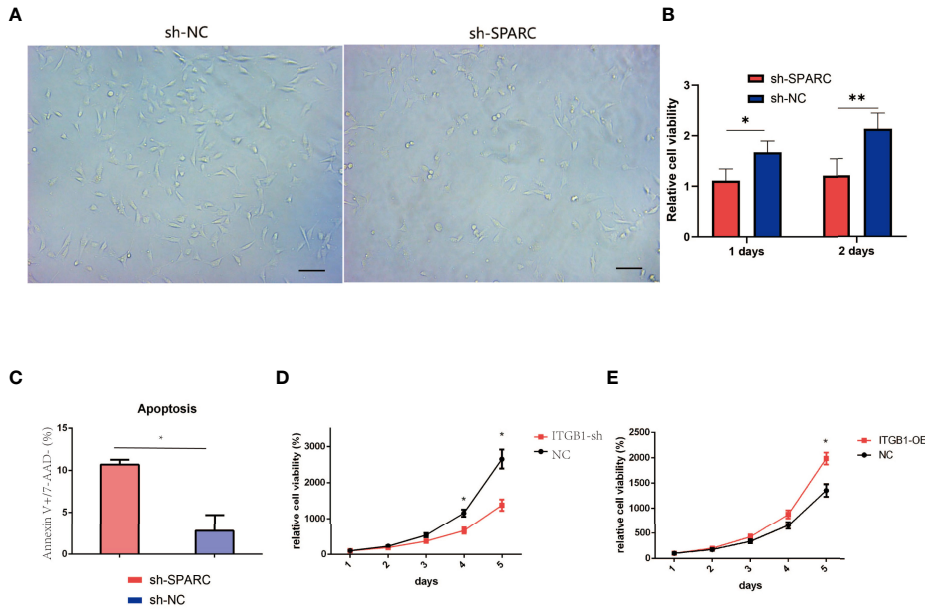 A
sh-NC
sh-SPARC
B
sh-SPARC
sh-NC
Relative cell viability
3
2
1
0
*
**
1 days
2 days
C
Apoptosis
Annexin V+/7-AAD- (%)
15
10
5
0
*
sh-SPARC
sh-NC
D
ITGB1-sh
NC
relative cell viability (%)
3000
2000
1000
0
*
*
1
2
3
4
5
days
E
ITGB1-OE
NC
relative cell viability (%)
2500
2000
1500
1000
500
0
*
1
2
3
4
5
days